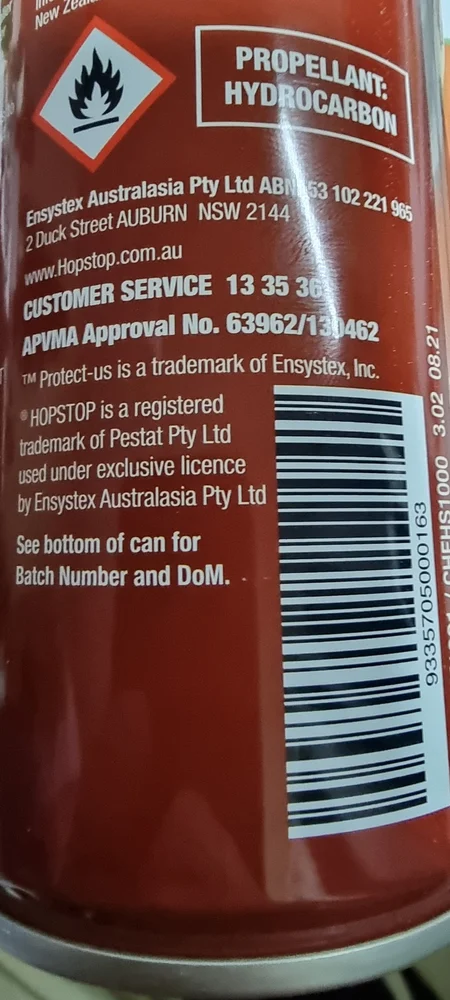 New Zeal
PROPELLANT:
HYDROCARBON
Ensystex Australasia Pty Ltd ABN 53 102 221 965
2 Duck Street AUBURN NSW 2144
www.Hopstop.com.au
CUSTOMER SERVICE 13 35 36
APVMA Approval No. 63962/130462
™ Protect-us is a trademark of Ensystex, Inc.
® HOPSTOP is a registered
trademark of Pestat Pty Ltd
used under exclusive licence
by Ensystex Australasia Pty Ltd
See bottom of can for
Batch Number and DoM.
9335705000163
/ CHEHS1000 3.02 08.21